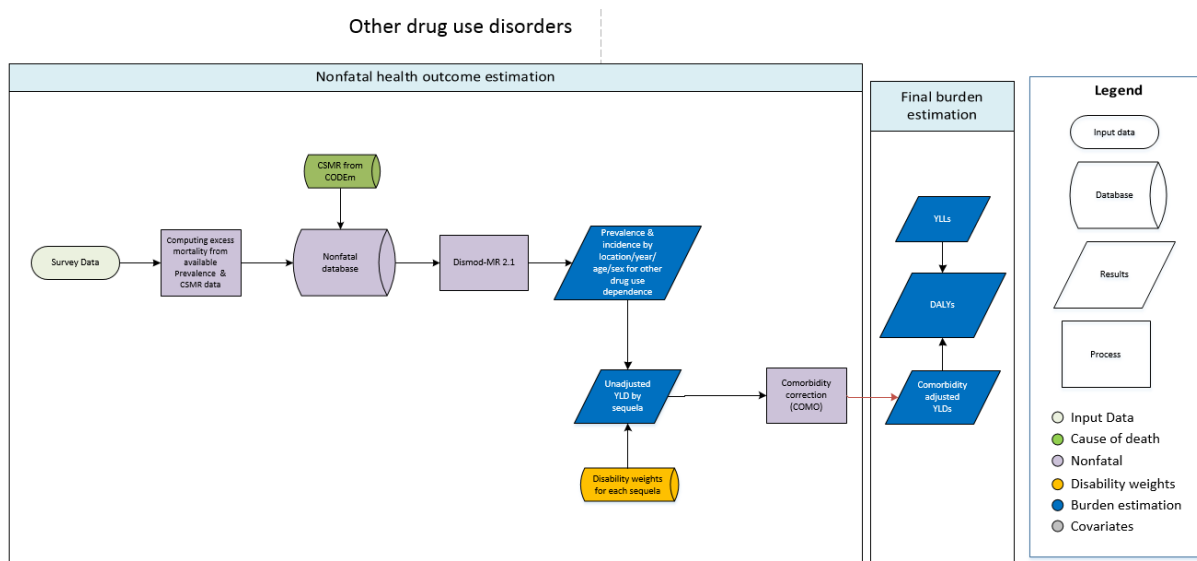 Other drug use disorders
Nonfatal health outcome estimation
CSMR from
CODEm
Survey Data
Computing excess
mortality from
available
Prevalence &
CSMR data
Nonfatal
database
Dismod-MR 2.1
Prevalence &
incidence by
location/year/
age/sex for other
drug use
dependence
Unadjusted
YLD by
sequela
Comorbidity
correction
(COMO)
Disability weights
for each sequela
Final burden
estimation
YLLs
DALYs
Comorbidity
adjusted
YLDs
Legend
Input data
Database
Results
Process
Input Data
Cause of death
Nonfatal
Disability weights
Burden estimation
Covariates